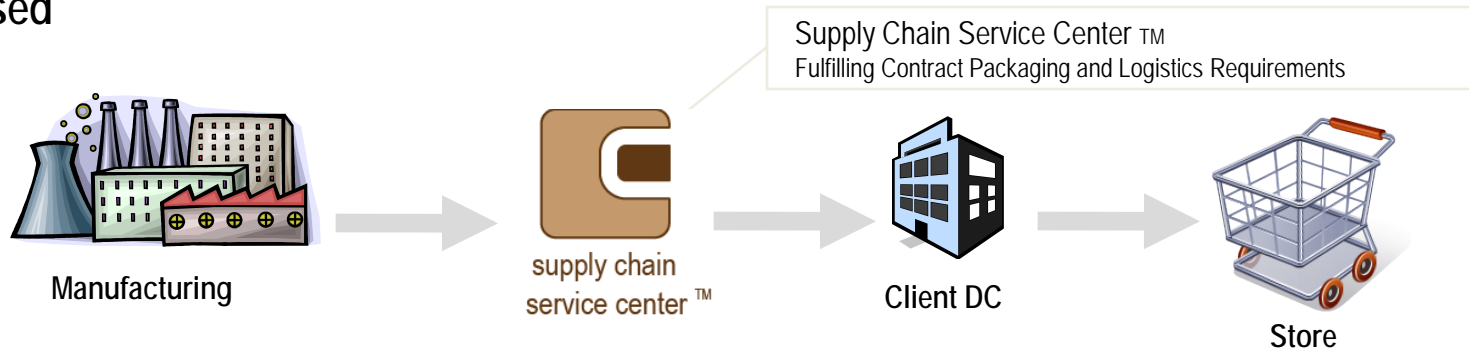 sed
Supply Chain Service Center TM
Fulfilling Contract Packaging and Logistics Requirements
Manufacturing
supply chain
service center ™
Client DC
Store